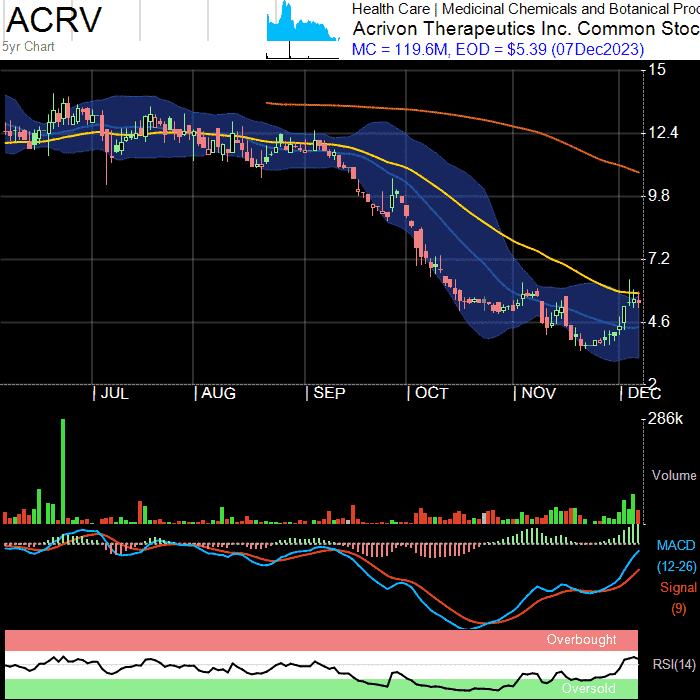 ACRV
5yr Chart
Health Care | Medicinal Chemicals and Botanical Pro
Acrivon Therapeutics Inc. Common Stoc
MC = 119.6M, EOD = $5.39 (07Dec2023)
15
12.4
9.8
7.2
4.6
2
JUL
AUG
SEP
OCT
NOV
DEC
286k
Volume
MACD
(12-26)
Signal
(9)
Overbought
RSI(14)
Oversold